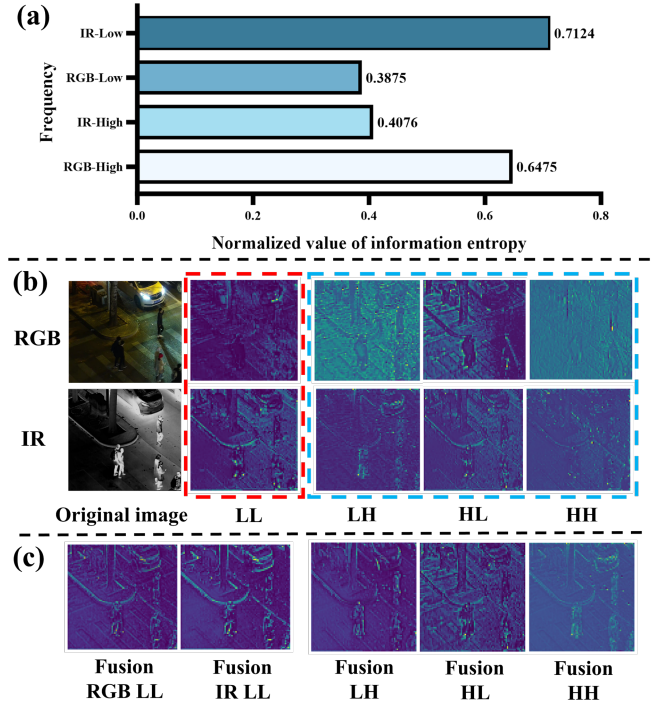 (a)
Frequency
IR-Low
0.7124
RGB-Low
0.3875
IR-High
0.4076
RGB-High
0.6475
0.0 0.2 0.4 0.6 0.8
Normalized value of information entropy
(b)
RGB
IR
Original image LL LH HL HH
(c)
Fusion Fusion Fusion Fusion Fusion
RGB LL IR LL LH HL HH